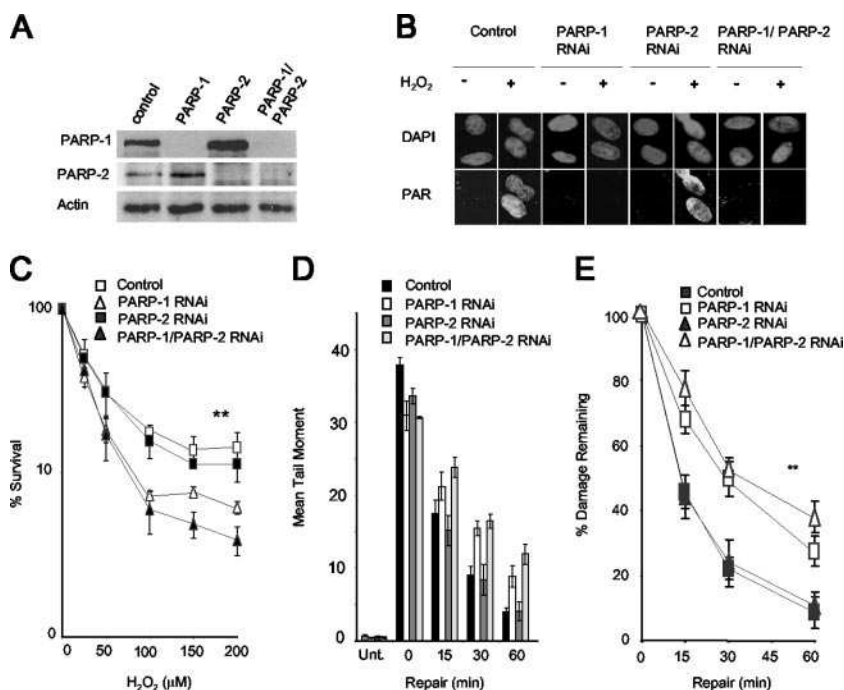 A
control
PARP-1
PARP-2
PARP-1/
PARP-2
PARP-1
PARP-2
Actin
B
Control
PARP-1
RNAi
PARP-2
RNAi
PARP-1/ PARP-2
RNAi
H₂O₂
- + - + - + - +
DAPI
PAR
C
Control
PARP-1 RNAi
PARP-2 RNAi
PARP-1/PARP-2 RNAi
100
10
0
**
% Survival
0 50 100 150 200
H₂O₂ (µM)
D
Control
PARP-1 RNAi
PARP-2 RNAi
PARP-1/PARP-2 RNAi
40
30
20
10
0
Mean Tail Moment
Unt. 0 15 30 60
Repair (min)
E
Control
PARP-1 RNAi
PARP-2 RNAi
PARP-1/PARP-2 RNAi
100
80
60
40
20
0
**
% Damage Remaining
0 15 30 45 60
Repair (min)